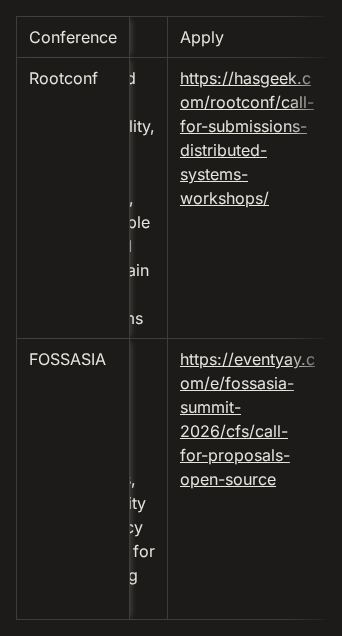 Conference Apply
Rootconf https://hasgeek.c
om/rootconf/call-
for-submissions-
distributed-
systems-
workshops/
FOSSASIA https://eventyay.c
om/e/fossasia-
summit-
2026/cfs/call-
for-proposals-
open-source
for